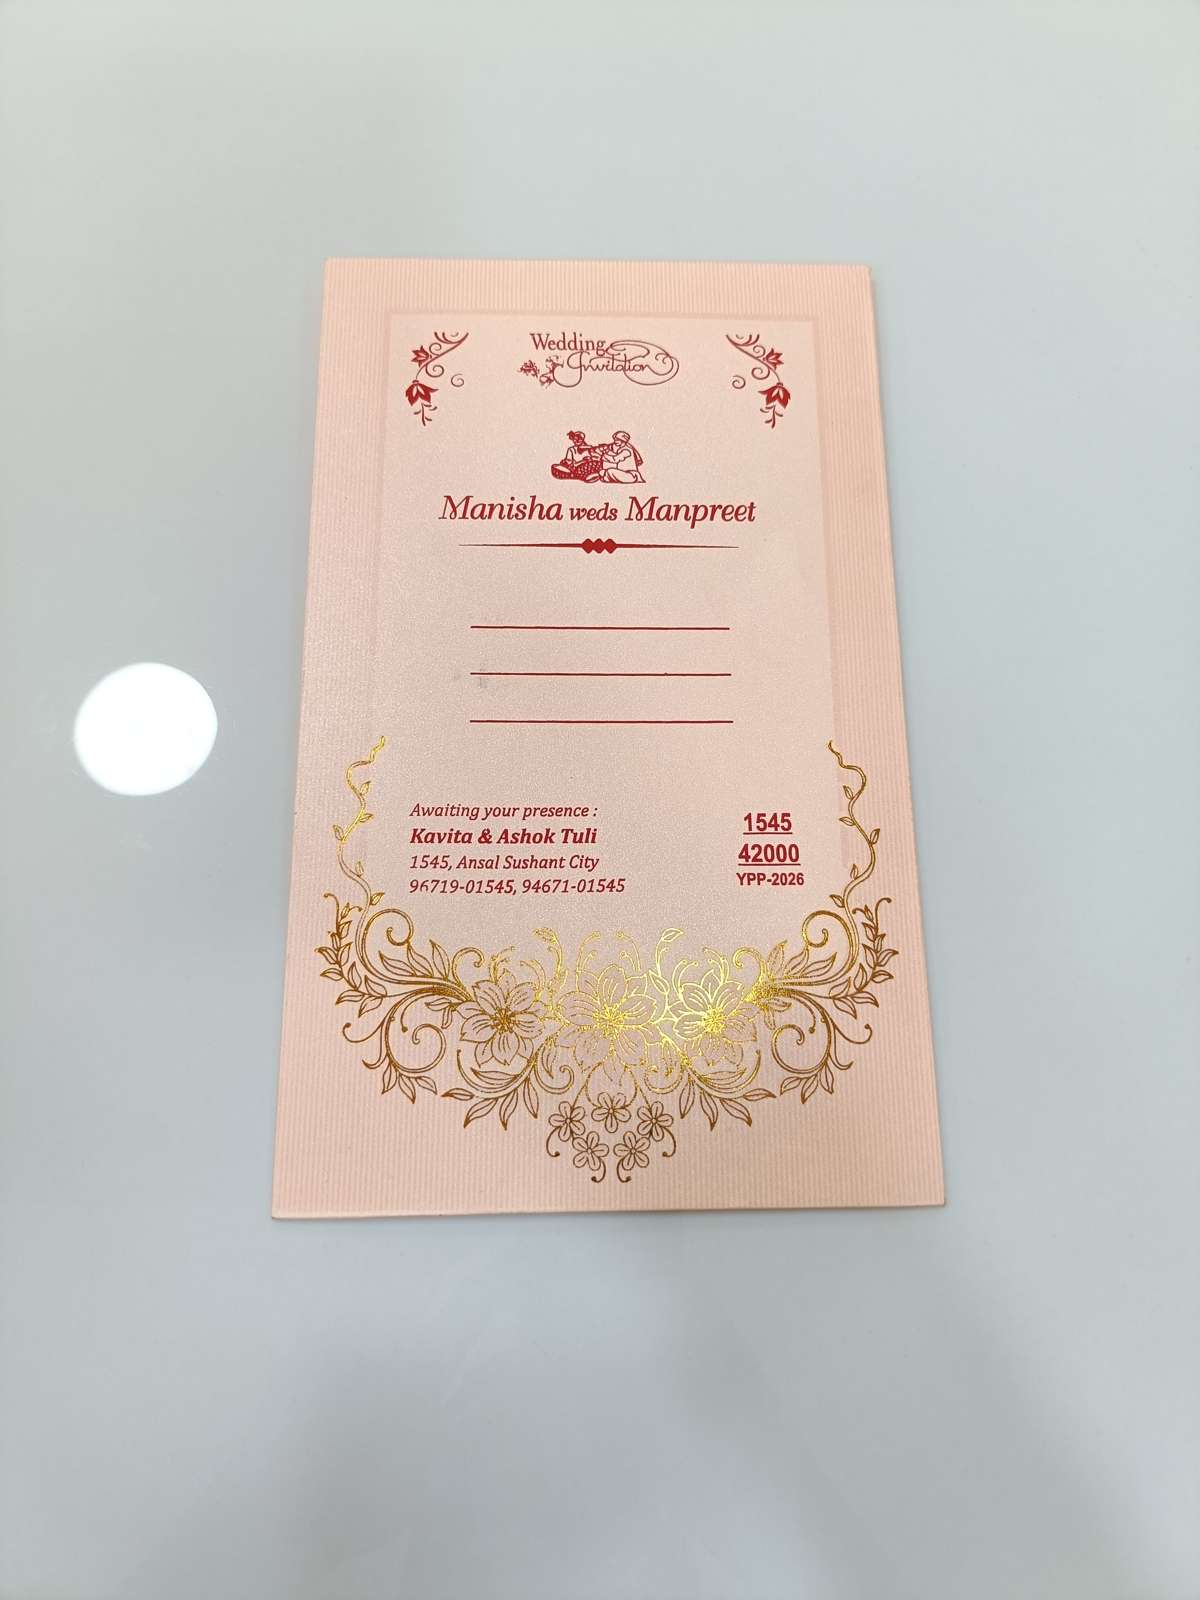 Wedding
Invitation
Manisha weds Manpreet
Awaiting your presence :
Kavita & Ashok Tuli
1545, Ansal Sushant City
96719-01545, 94671-01545
1545
42000
YPP-2026